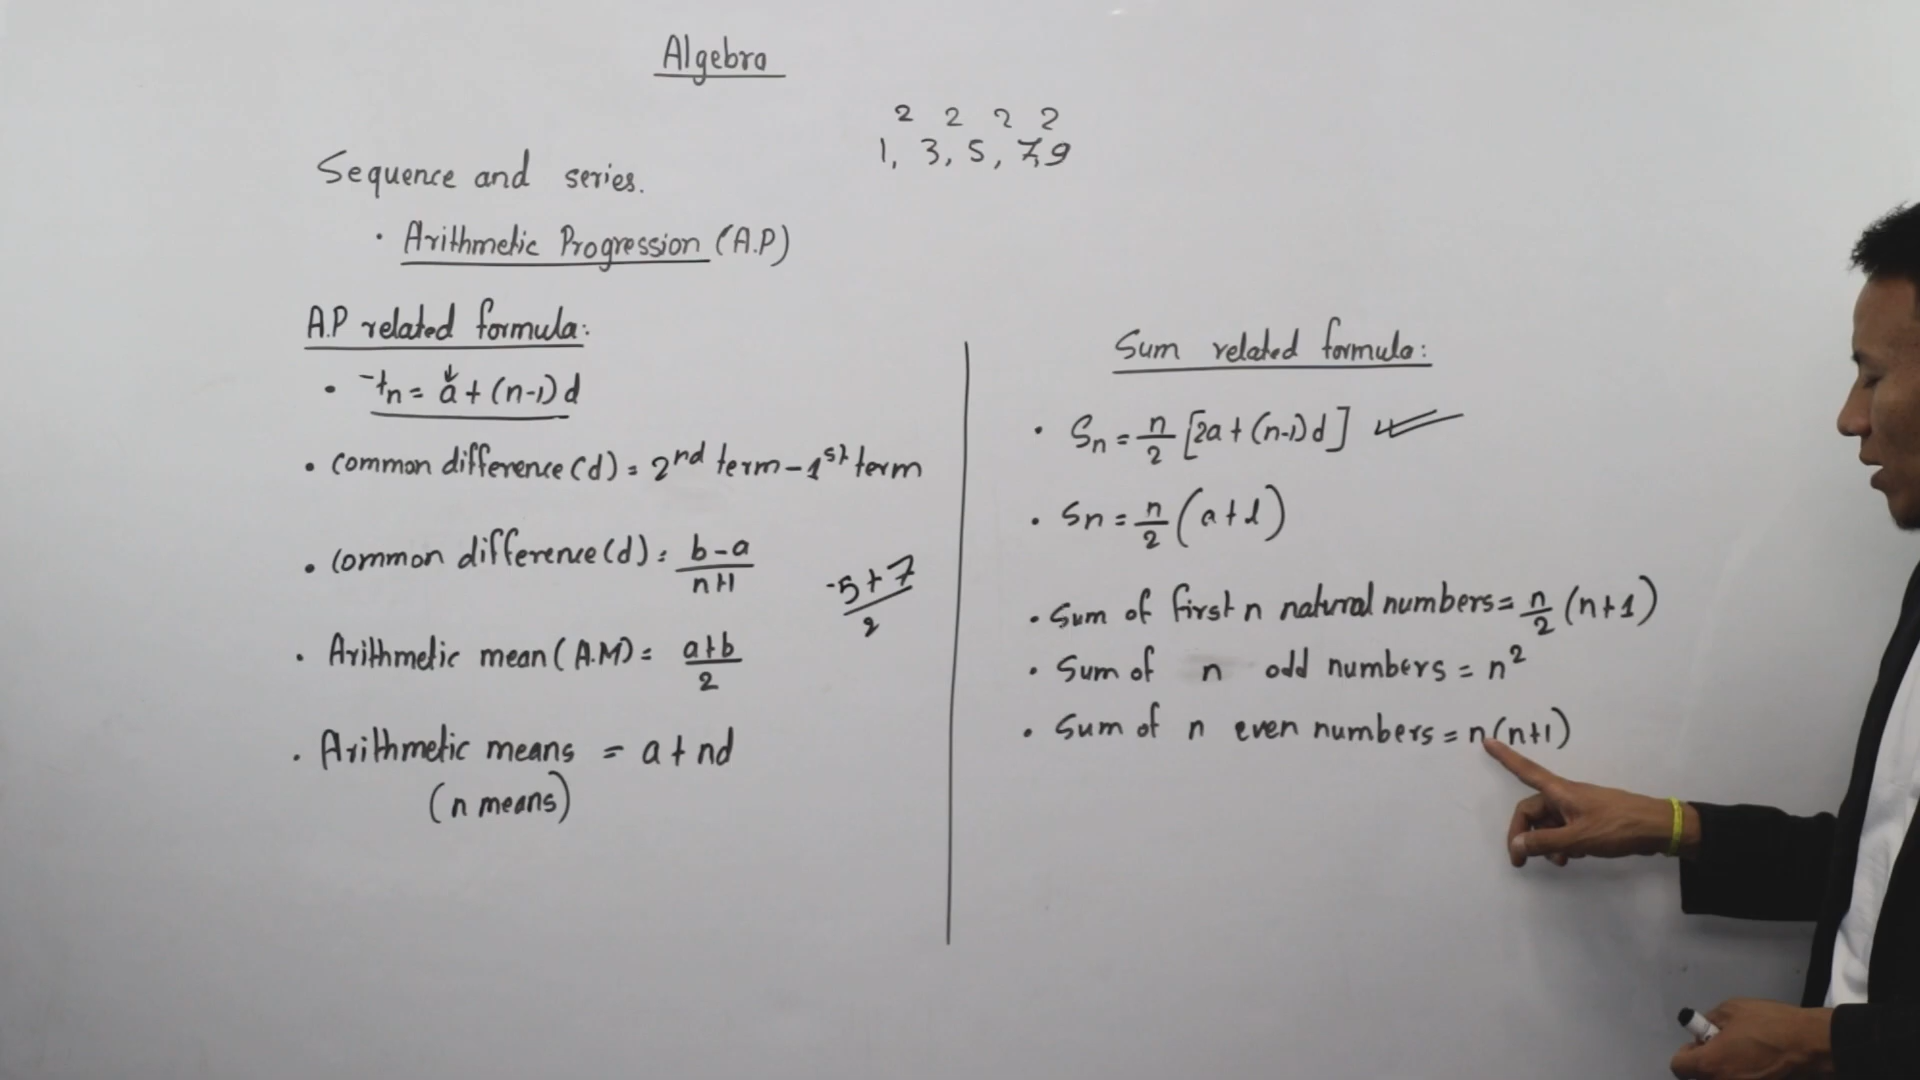 Algebra
2 2 2 2
1, 3, 5, 7, 9
Sequence and series.
• Arithmetic Progression (A.P)
A.P related formula:
• tn = a + (n-1)d
• common difference (d) = 2nd term - 1st term
• common difference (d) = b-a/n+1
-5+7/2
• Arithmetic mean (A.M) = a+b/2
• Arithmetic means = a + nd
(n means)
Sum related formula:
• Sn = n/2 [2a + (n-1)d]
• Sn = n/2 (a+l)
• Sum of first n natural numbers = n/2 (n+1)
• Sum of n odd numbers = n²
• Sum of n even numbers = n(n+1)